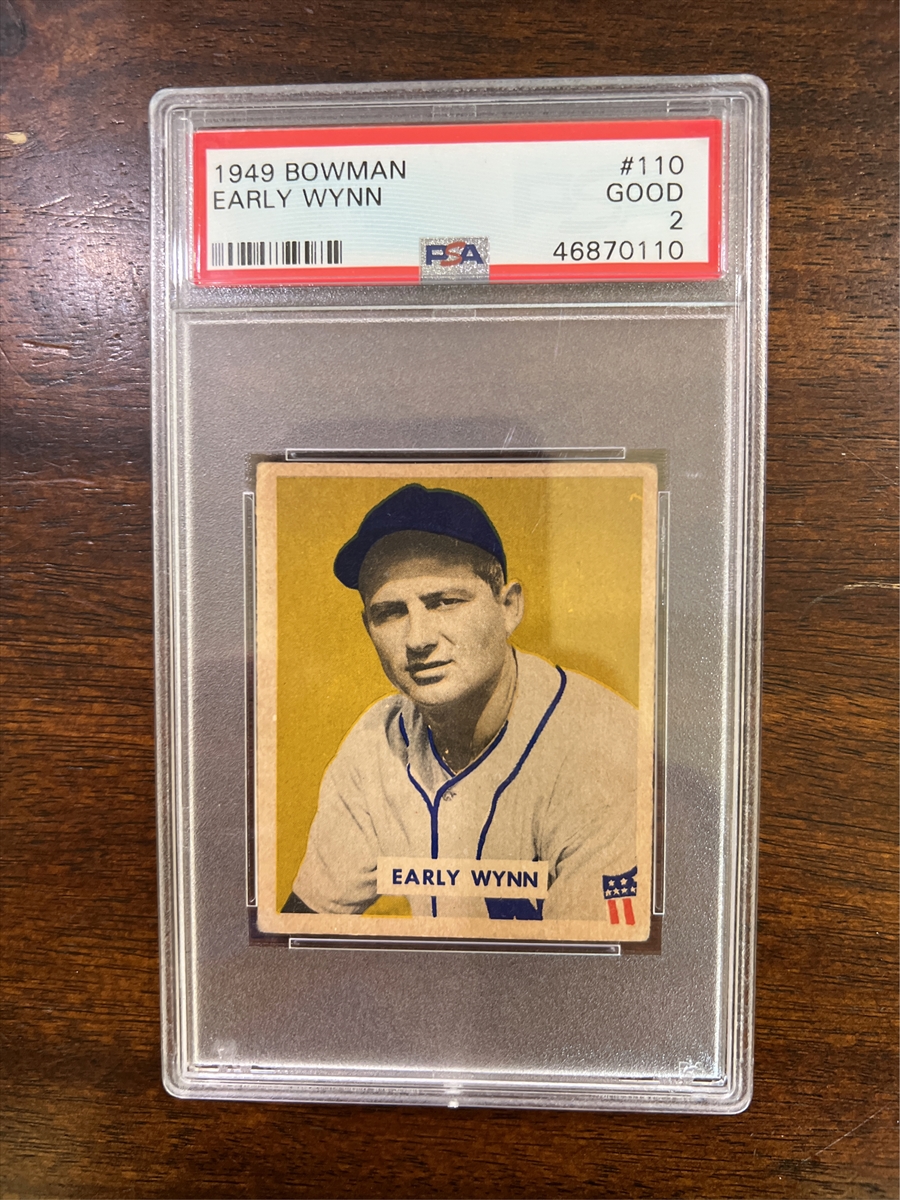 1949 BOWMAN #110
EARLY WYNN GOOD
2
PSA 46870110
EARLY WYNN
W